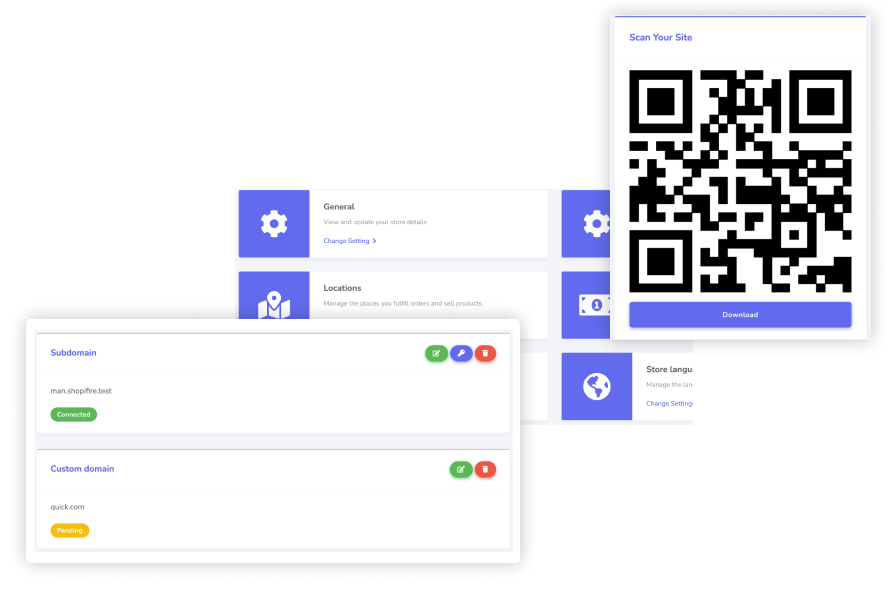 Scan Your Site
Download
General
View and update your store details
Change Setting
Locations
Manage the places you fulfill orders and sell products
1
Store langu
Manage the lan
Change Setting
Subdomain
man.shopifire.test
Connected
Custom domain
quick.com
Pending